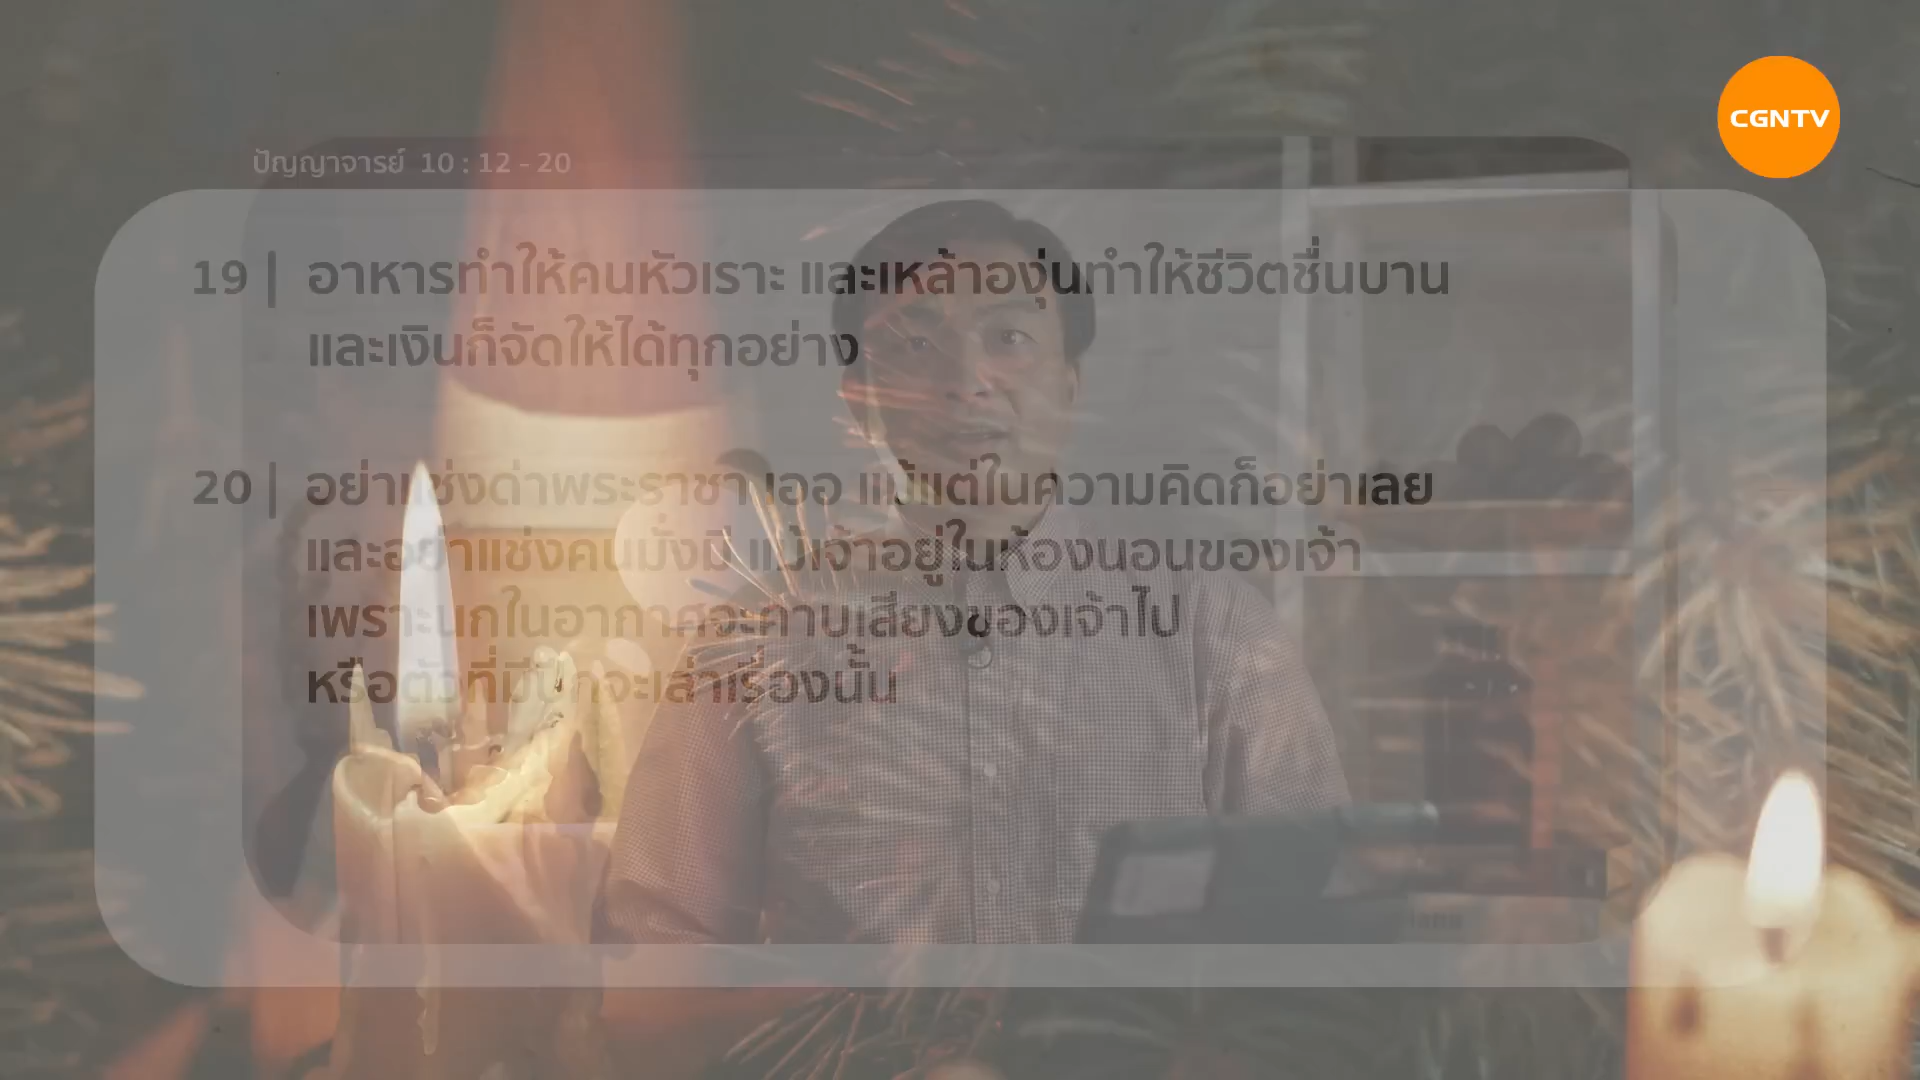 CGNTV
ปัญญาจารย์ 10 : 12 - 20
19 | อาหารทำให้คนหัวเราะ และเหล้าองุ่นทำให้ชีวิตชื่นบาน
และเงินก็จัดให้ได้ทุกอย่าง
20 | อย่าแช่งด่าพระราชาเออ แม้แต่ในความคิดก็อย่าเลย
และอย่าแช่งคนมั่งมี แม้เจ้าอยู่ในห้องนอนของเจ้า
เพราะนกในอากาศจะคาบเสียงของเจ้าไป
หรือตัวที่มีปีกจะเล่าเรื่องนั้น